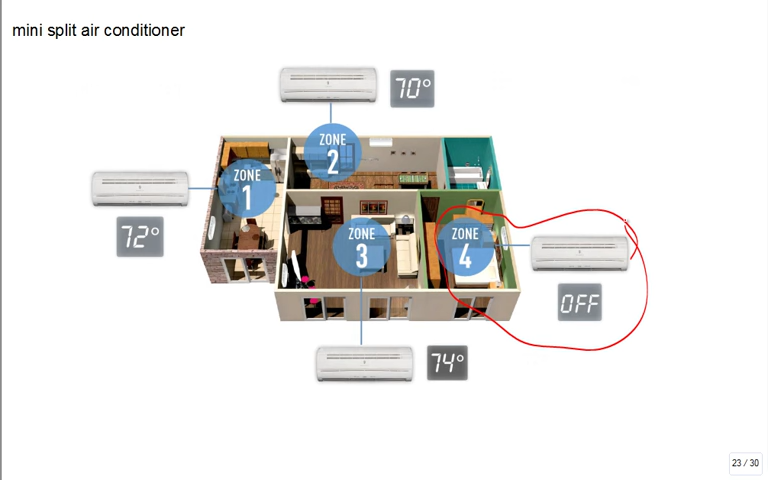 mini split air conditioner
70°
ZONE
2
ZONE
1
72°
ZONE
3
ZONE
4
OFF
74°
23 / 30